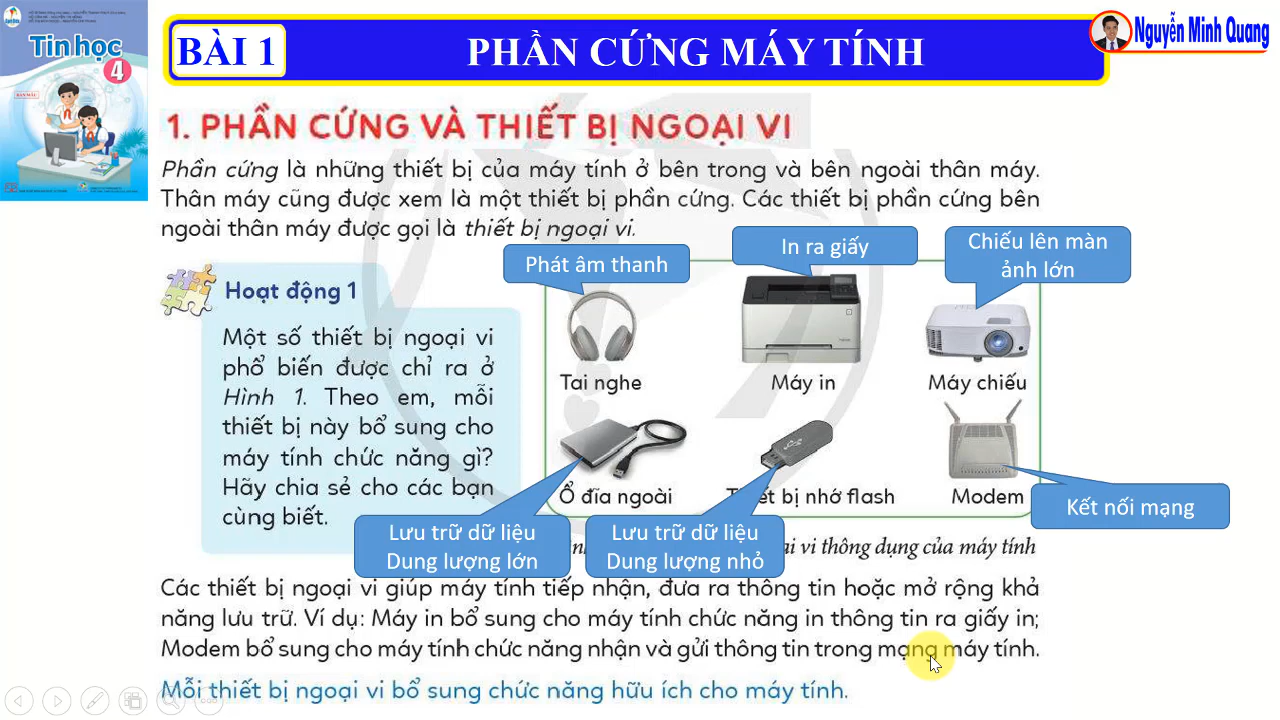 Tin học
4
BÀI 1
PHẦN CỨNG MÁY TÍNH
Nguyễn Minh Quang
1. PHẦN CỨNG VÀ THIẾT BỊ NGOẠI VI
Phần cứng là những thiết bị của máy tính ở bên trong và bên ngoài thân máy.
Thân máy cũng được xem là một thiết bị phần cứng. Các thiết bị phần cứng bên
ngoài thân máy được gọi là thiết bị ngoại vi.
Hoạt động 1
Một số thiết bị ngoại vi
phổ biến được chỉ ra ở
Hình 1. Theo em, mỗi
thiết bị này bổ sung cho
máy tính chức năng gì?
Hãy chia sẻ cho các bạn
cùng biết.
Phát âm thanh
In ra giấy
Chiếu lên màn
ảnh lớn
Tai nghe
Máy in
Máy chiếu
Ổ đĩa ngoài
flash
Modem
Lưu trữ dữ liệu
Dung lượng lớn
Lưu trữ dữ liệu
Dung lượng nhỏ
Kết nối mạng
vi thông dụng của máy tính
Các thiết bị ngoại vi giúp máy tính tiếp nhận, đưa ra thông tin hoặc mở rộng khả
năng lưu trữ. Ví dụ: Máy in bổ sung cho máy tính chức năng in thông tin ra giấy in;
Modem bổ sung cho máy tính chức năng nhận và gửi thông tin trong mạng máy tính.
Mỗi thiết bị ngoại vi bổ sung chức năng hữu ích cho máy tính.